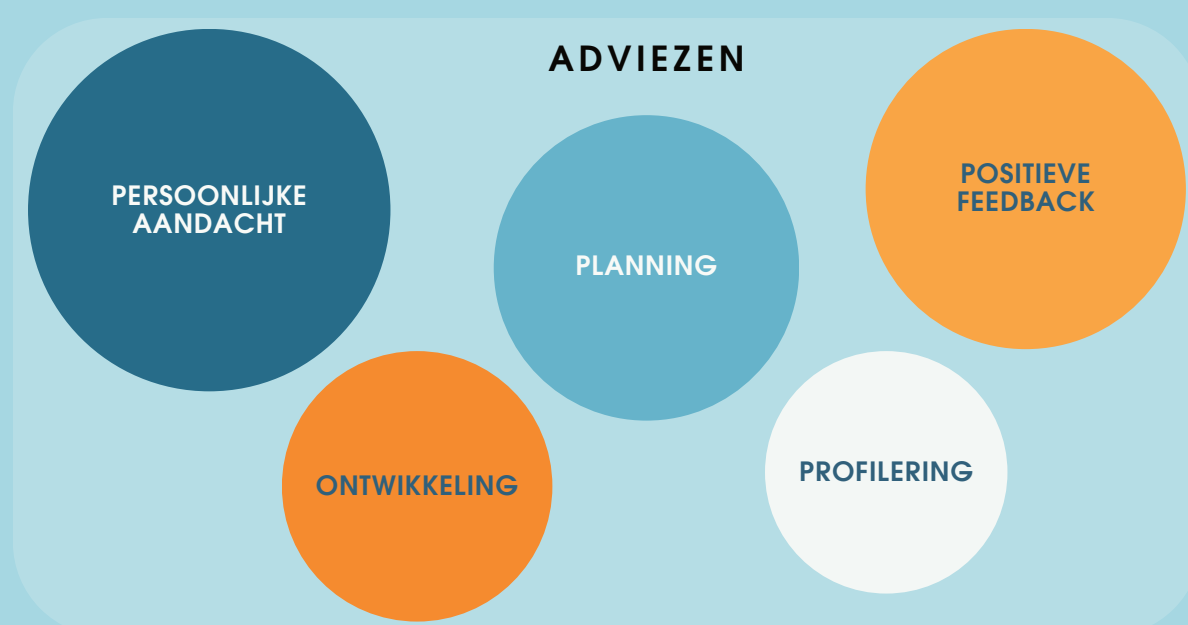 ADVIEZEN
PERSOONLIJKE
AANDACHT
PLANNING
POSITIEVE
FEEDBACK
ONTWIKKELING
PROFILERING